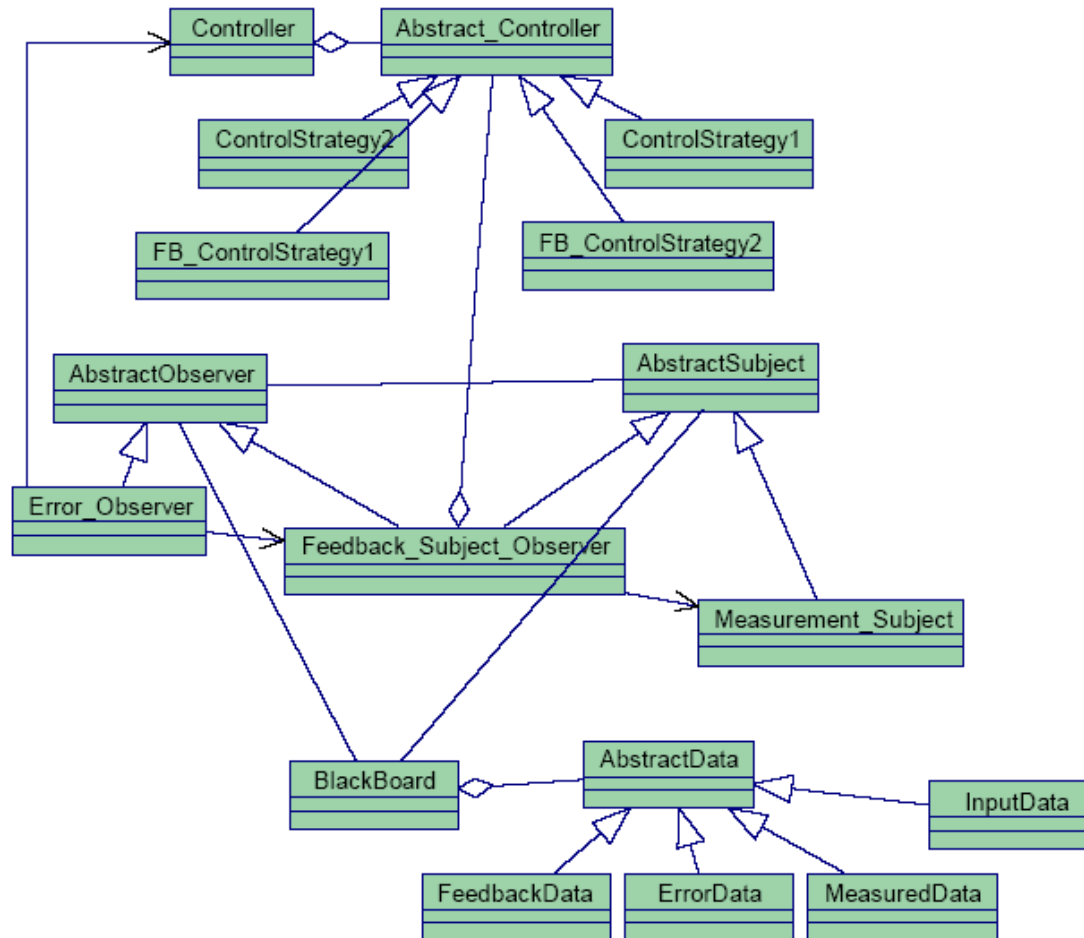 Controller
Abstract_Controller
ControlStrategy2
ControlStrategy1
FB_ControlStrategy1
FB_ControlStrategy2
AbstractObserver
AbstractSubject
Error_Observer
Feedback_Subject_Observer
Measurement_Subject
BlackBoard
AbstractData
InputData
FeedbackData
ErrorData
MeasuredData